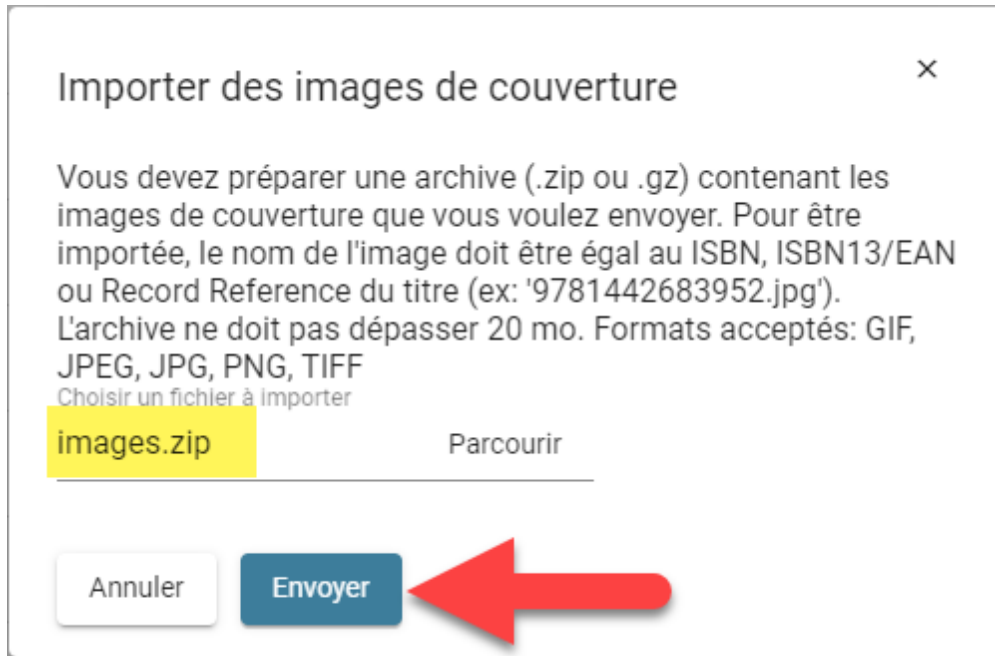 Importer des images de couverture
×
Vous devez préparer une archive (.zip ou .gz) contenant les
images de couverture que vous voulez envoyer. Pour être
importée, le nom de l'image doit être égal au ISBN, ISBN13/EAN
ou Record Reference du titre (ex: '9781442683952.jpg').
L'archive ne doit pas dépasser 20 mo. Formats acceptés: GIF,
JPEG, JPG, PNG, TIFF
Choisir un fichier à importer
images.zip Parcourir
Annuler Envoyer